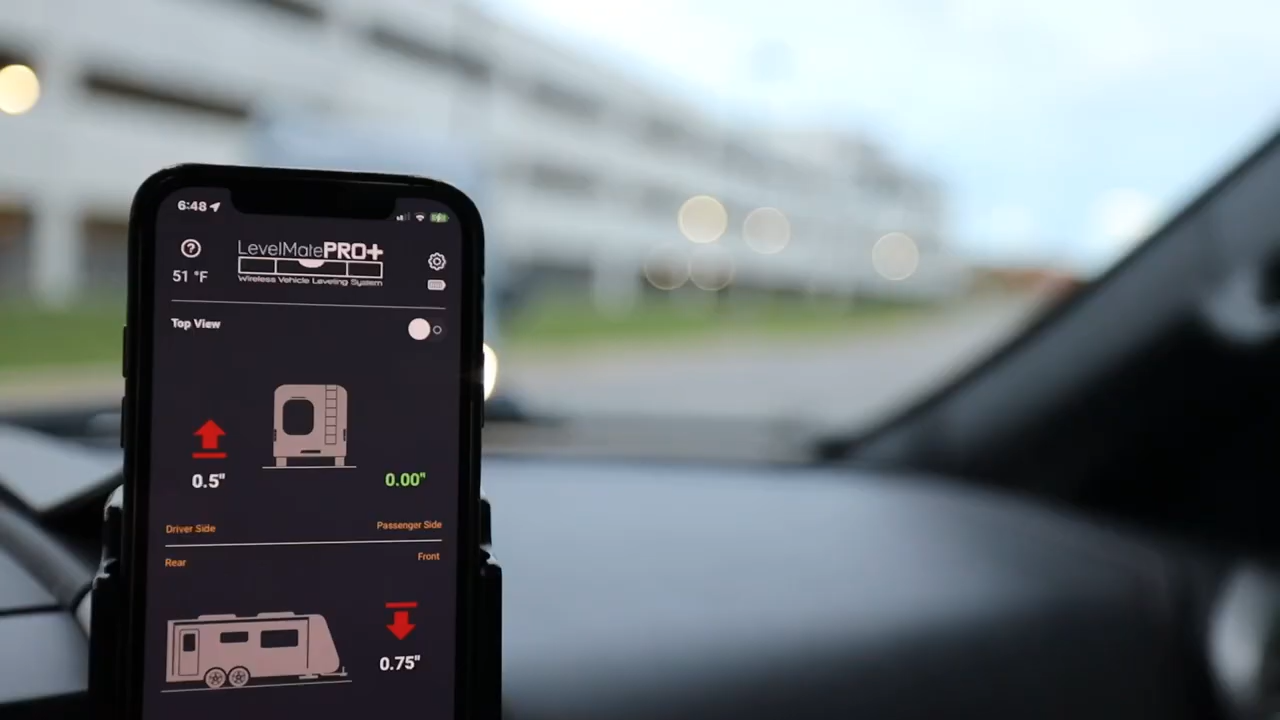 6:48
LevelMatePRO+
Wireless Vehicle Leveling System
51 °F
Top View
0.5"
0.00"
Driver Side
Passenger Side
Rear
Front
0.75"